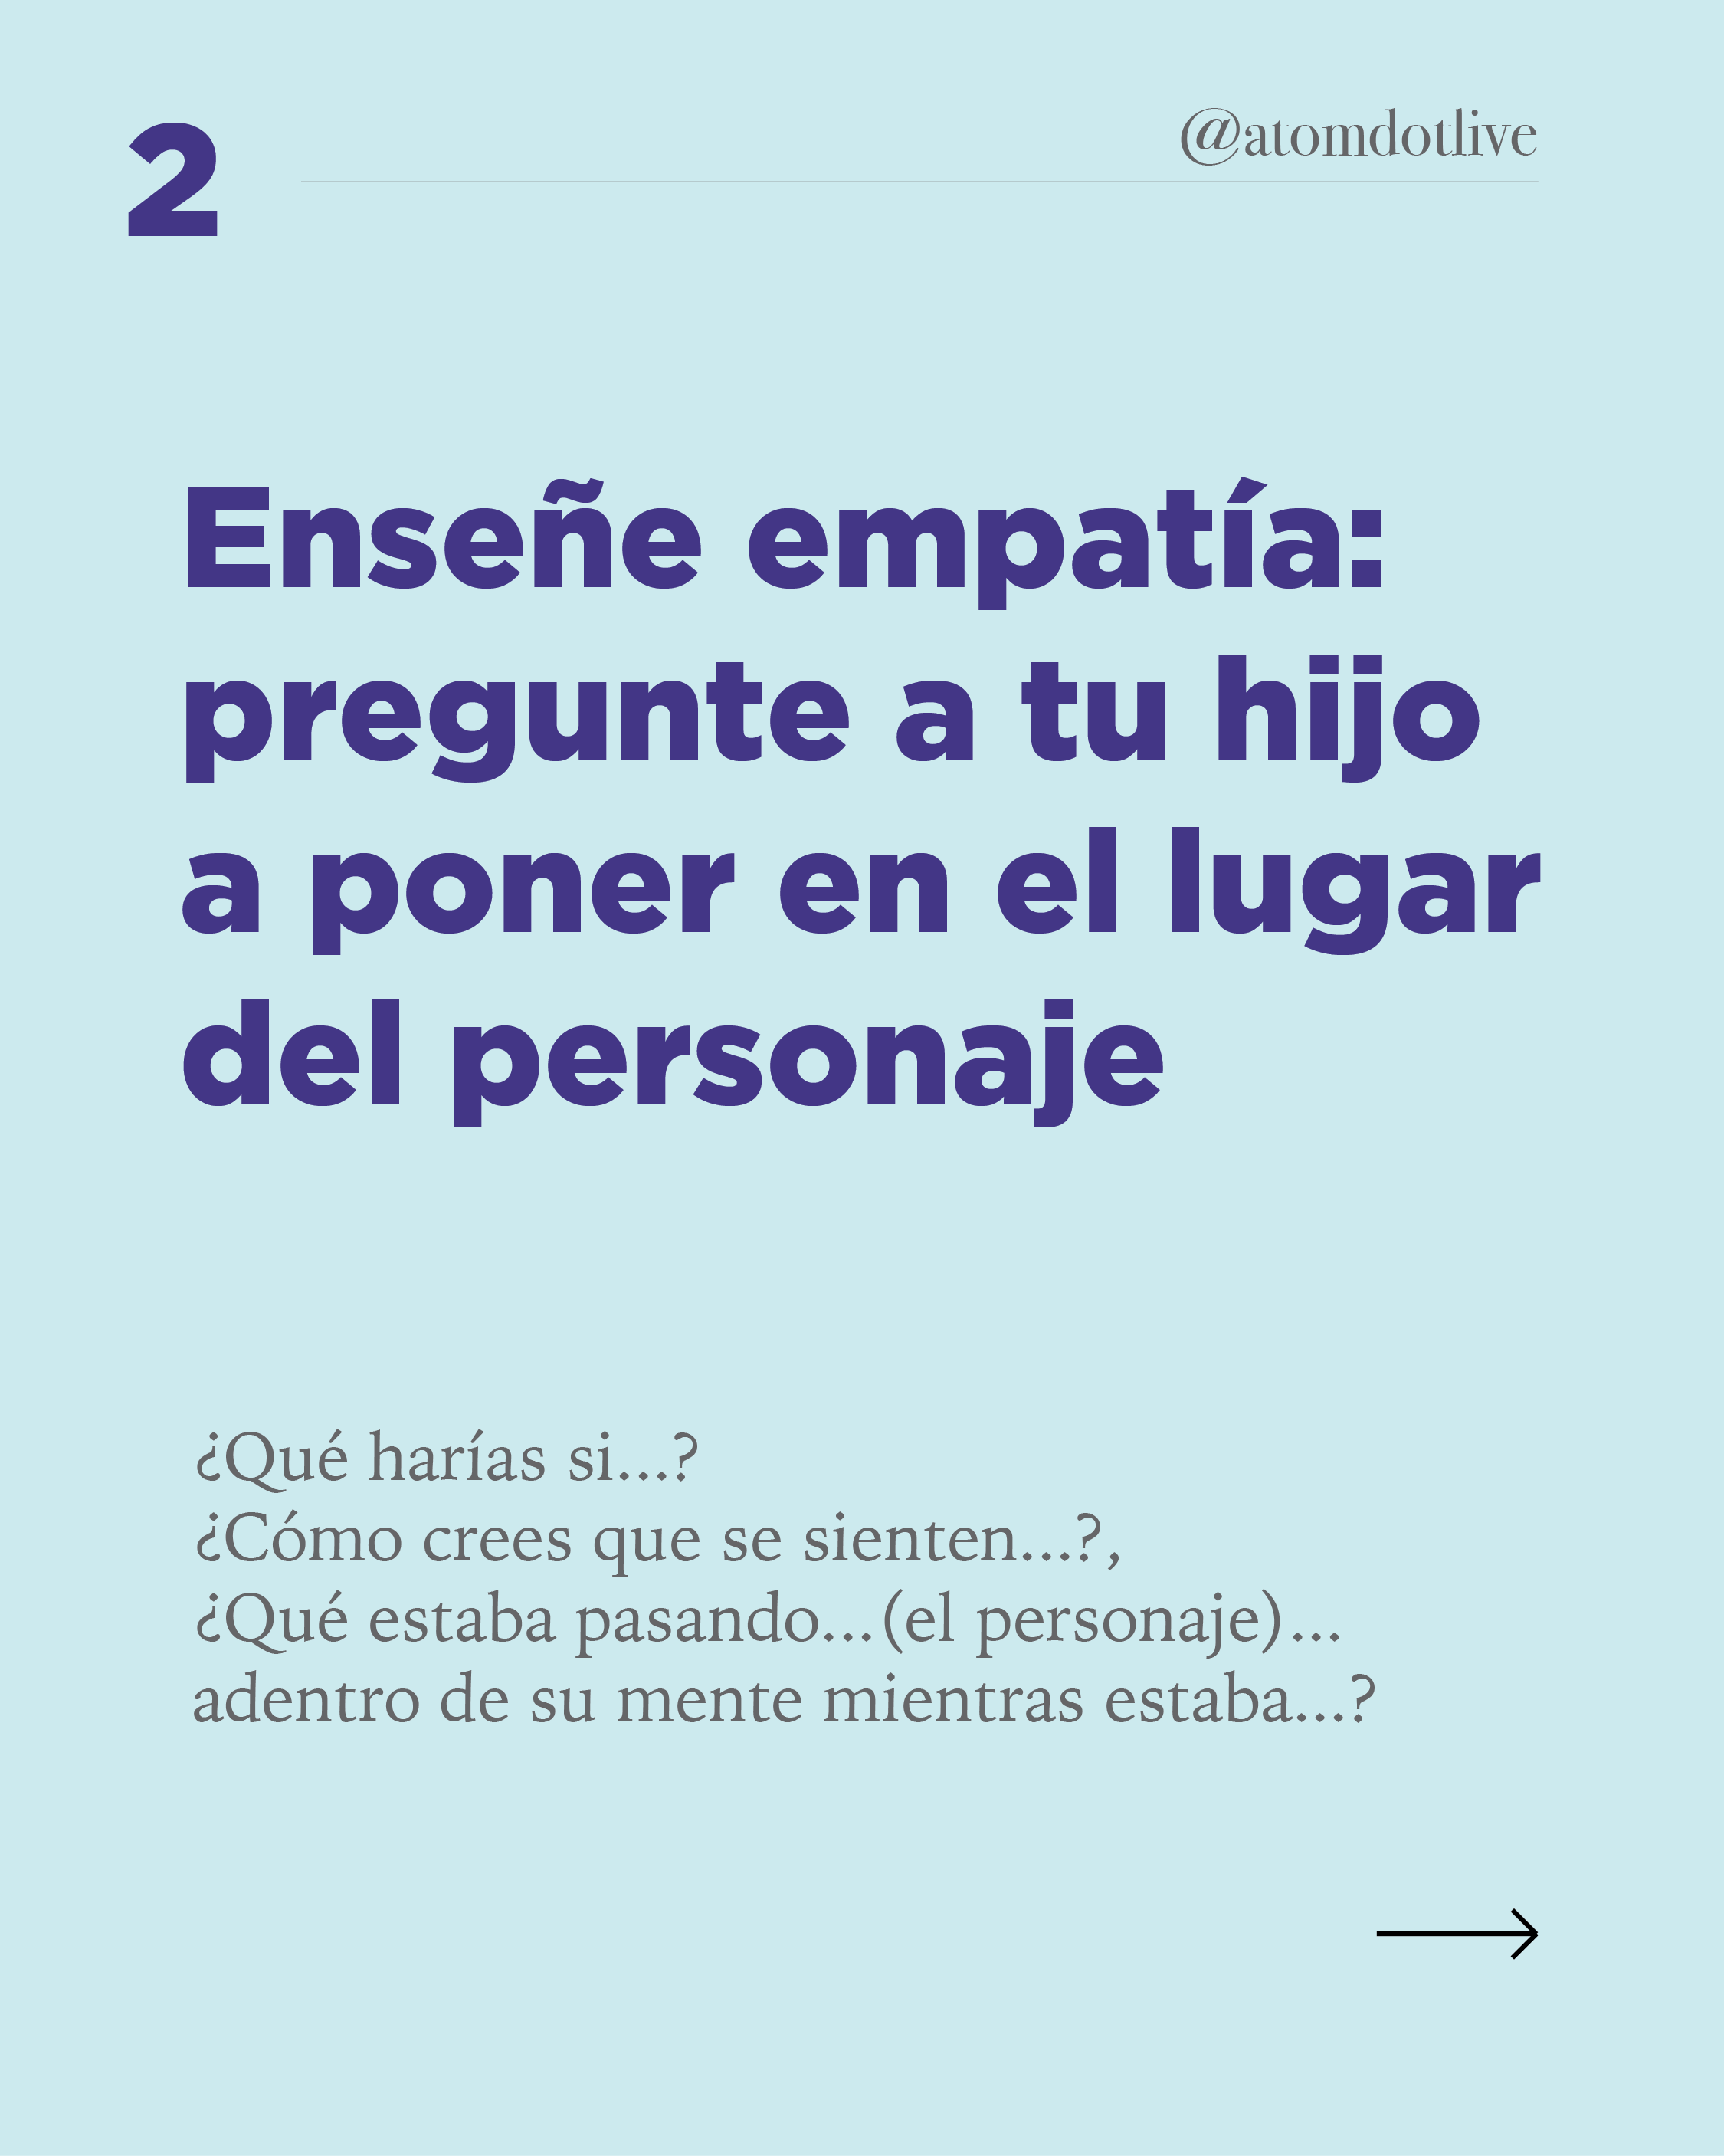 2
@atomdotlive
Enseñe empatía:
pregunte a tu hijo
a poner en el lugar
del personaje
¿Qué harías si...?
¿Cómo crees que se sienten...?,
¿Qué estaba pasando...(el personaje)...
adentro de su mente mientras estaba...?